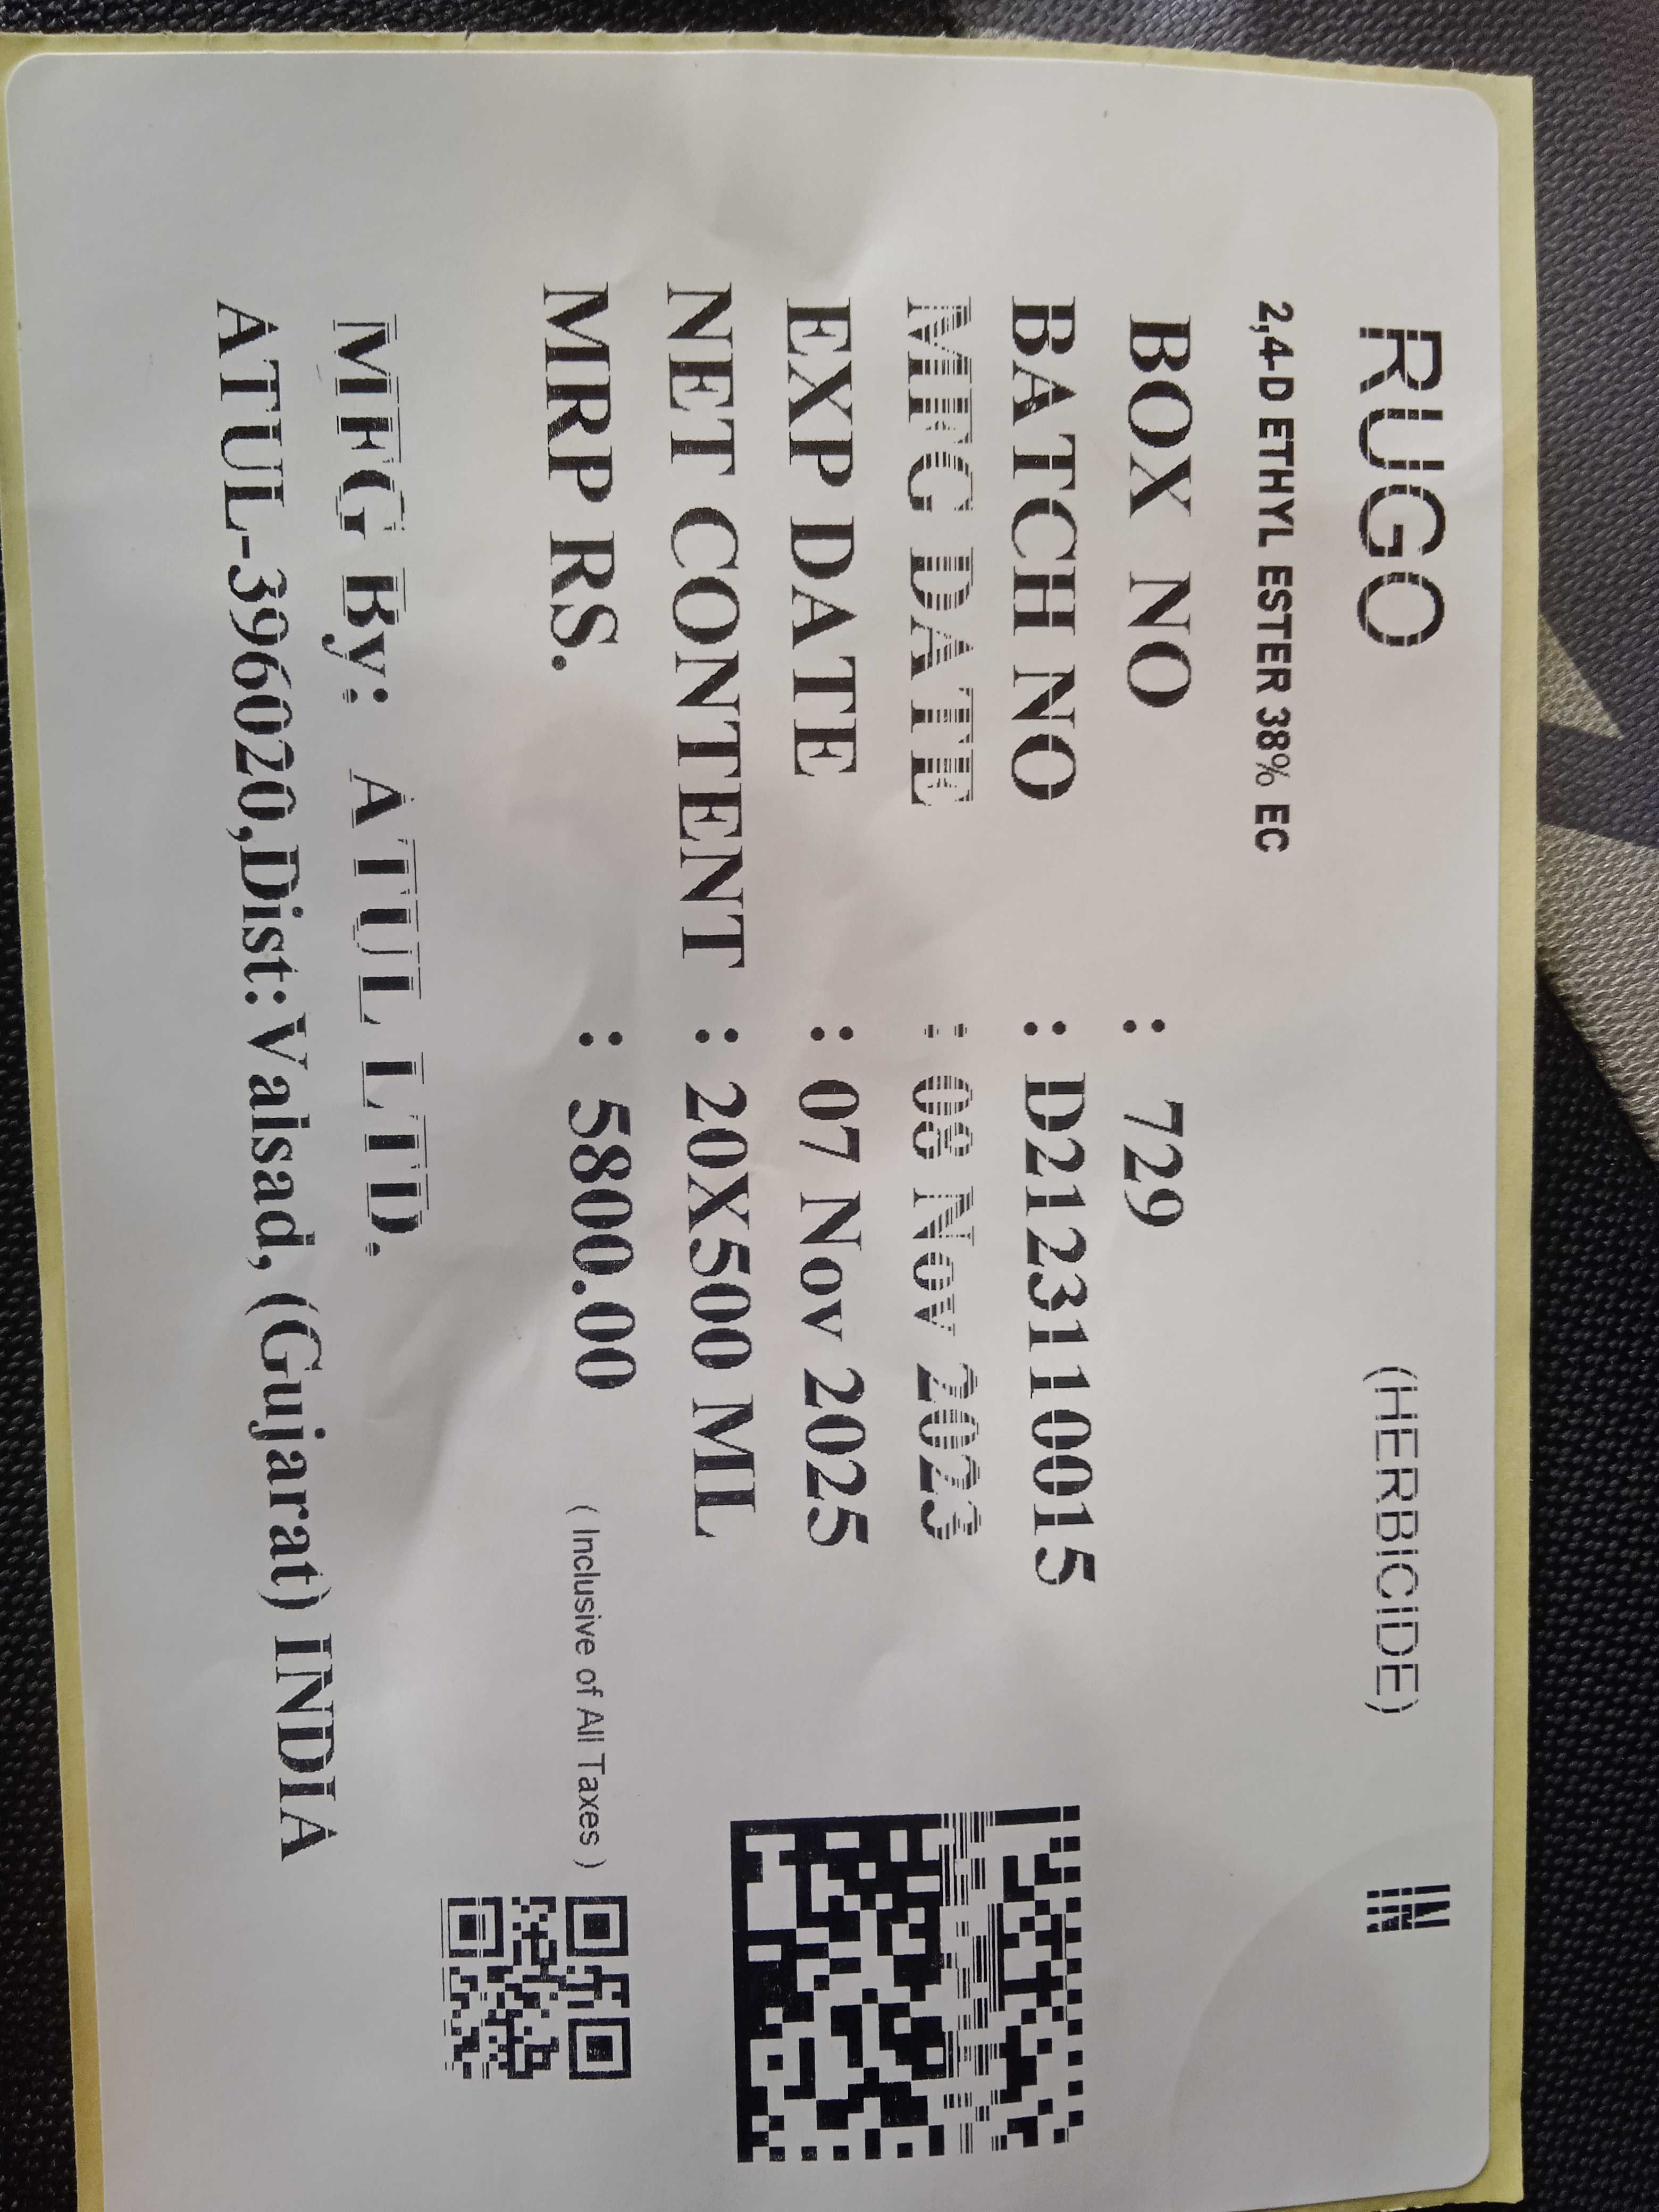 RUGO (HERBICIDE) IN
2,4-D ETHYL ESTER 38% EC
BOX NO : 729
BATCH NO : D2123110015
MFG DATE : 08 Nov 2023
EXP DATE : 07 Nov 2025
NET CONTENT : 20X500 ML
MRP RS. : 5800.00 ( Inclusive of All Taxes )
MFG By: ATUL LTD.
ATUL-396020,Dist:Valsad, (Gujarat) INDIA